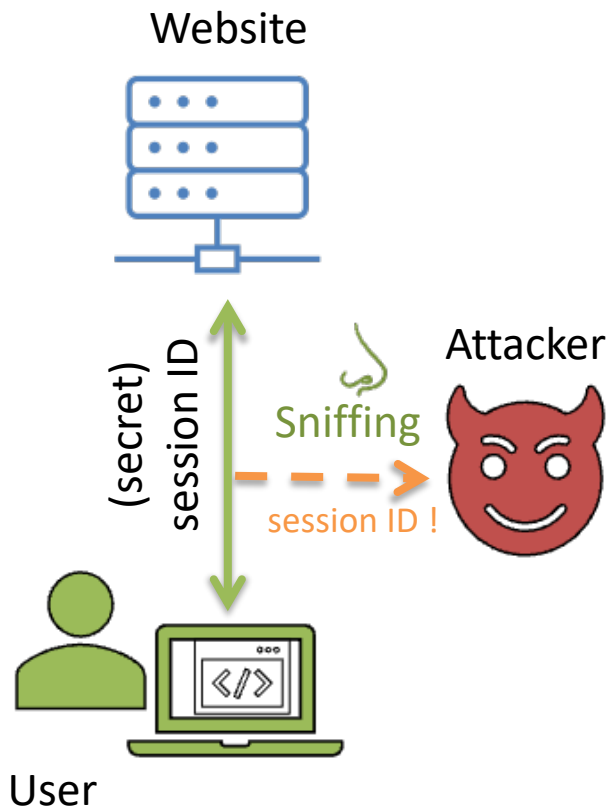 Website
(secret)
session ID
Sniffing
session ID !
Attacker
</>
User